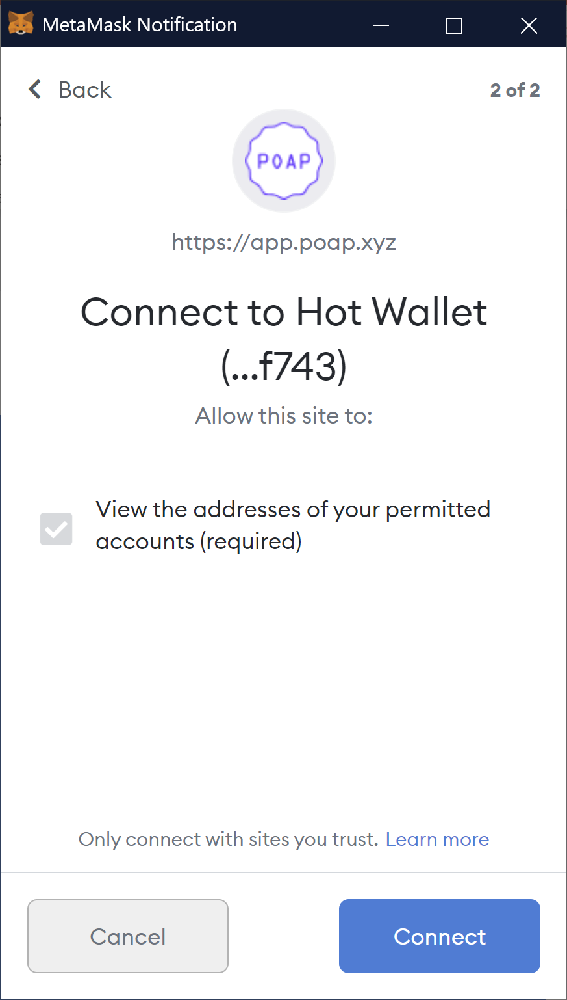 MetaMask Notification
Back
2 of 2
POAP
https://app.poap.xyz
Connect to Hot Wallet
(...f743)
Allow this site to:
View the addresses of your permitted
accounts (required)
Only connect with sites you trust. Learn more
Cancel
Connect